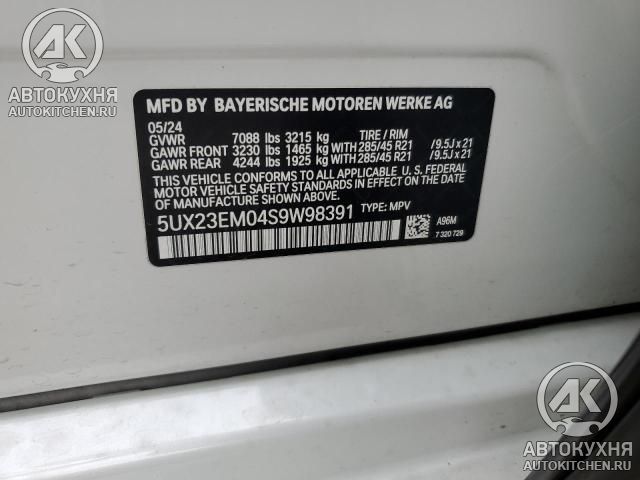 AK
АВТОКУХНЯ
AUTOKITCHEN.RU
MFD BY BAYERISCHE MOTOREN WERKE AG
05/24
GVWR 7088 lbs 3215 kg TIRE / RIM
GAWR FRONT 3230 lbs 1465 kg WITH 285/45 R21 /9.5J x 21
GAWR REAR 4244 lbs 1925 kg WITH 285/45 R21 /9.5J x 21
THIS VEHICLE CONFORMS TO ALL APPLICABLE U. S. FEDERAL
MOTOR VEHICLE SAFETY STANDARDS IN EFFECT ON THE DATE
OF MANUFACTURE SHOWN ABOVE.
5UX23EM04S9W98391 TYPE: MPV
A96M
7 320 729
AK
АВТОКУХНЯ
AUTOKITCHEN.RU